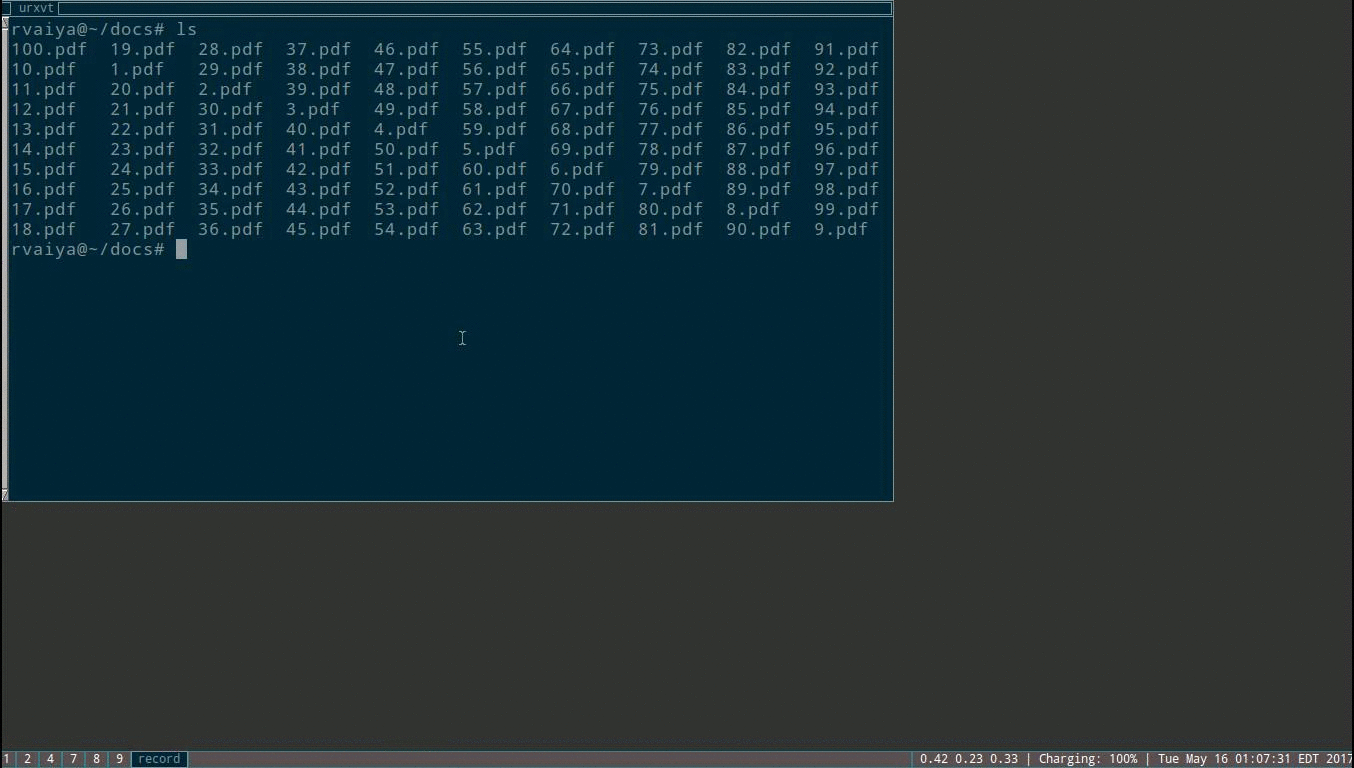 urxvt
rvaiya@~/docs# ls
100.pdf 19.pdf 28.pdf 37.pdf 46.pdf 55.pdf 64.pdf 73.pdf 82.pdf 91.pdf
10.pdf 1.pdf 29.pdf 38.pdf 47.pdf 56.pdf 65.pdf 74.pdf 83.pdf 92.pdf
11.pdf 20.pdf 2.pdf 39.pdf 48.pdf 57.pdf 66.pdf 75.pdf 84.pdf 93.pdf
12.pdf 21.pdf 30.pdf 3.pdf 49.pdf 58.pdf 67.pdf 76.pdf 85.pdf 94.pdf
13.pdf 22.pdf 31.pdf 40.pdf 4.pdf 59.pdf 68.pdf 77.pdf 86.pdf 95.pdf
14.pdf 23.pdf 32.pdf 41.pdf 50.pdf 5.pdf 69.pdf 78.pdf 87.pdf 96.pdf
15.pdf 24.pdf 33.pdf 42.pdf 51.pdf 60.pdf 6.pdf 79.pdf 88.pdf 97.pdf
16.pdf 25.pdf 34.pdf 43.pdf 52.pdf 61.pdf 70.pdf 7.pdf 89.pdf 98.pdf
17.pdf 26.pdf 35.pdf 44.pdf 53.pdf 62.pdf 71.pdf 80.pdf 8.pdf 99.pdf
18.pdf 27.pdf 36.pdf 45.pdf 54.pdf 63.pdf 72.pdf 81.pdf 90.pdf 9.pdf
rvaiya@~/docs#
1 2 4 7 8 9 record 0.42 0.23 0.33 | Charging: 100% | Tue May 16 01:07:31 EDT 2017